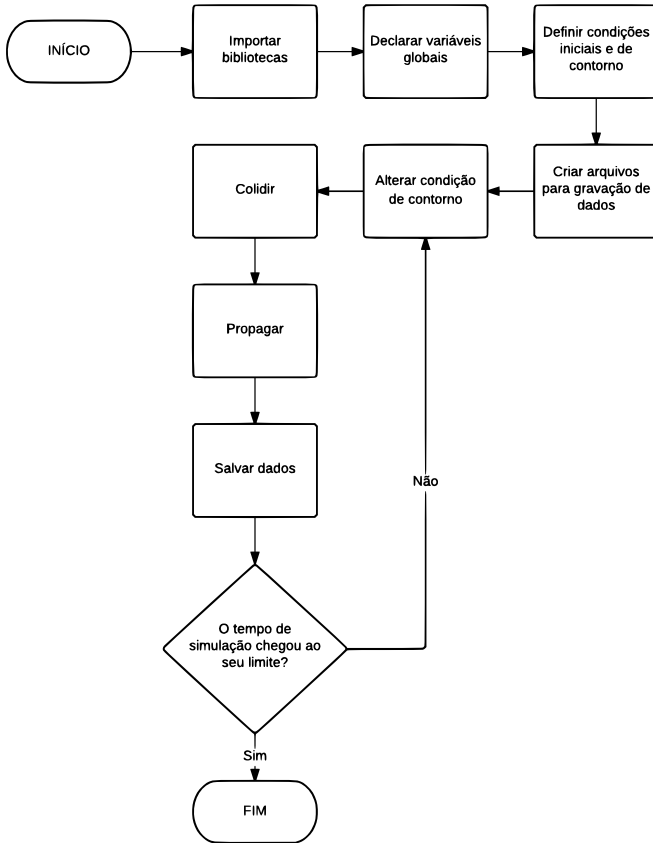 INÍCIO
Importar
bibliotecas
Declarar variáveis
globais
Definir condições
iniciais e de
contorno
Criar arquivos
para gravação de
dados
Alterar condição
de contorno
Colidir
Propagar
Salvar dados
O tempo de
simulação chegou ao
seu limite?
Não
Sim
FIM